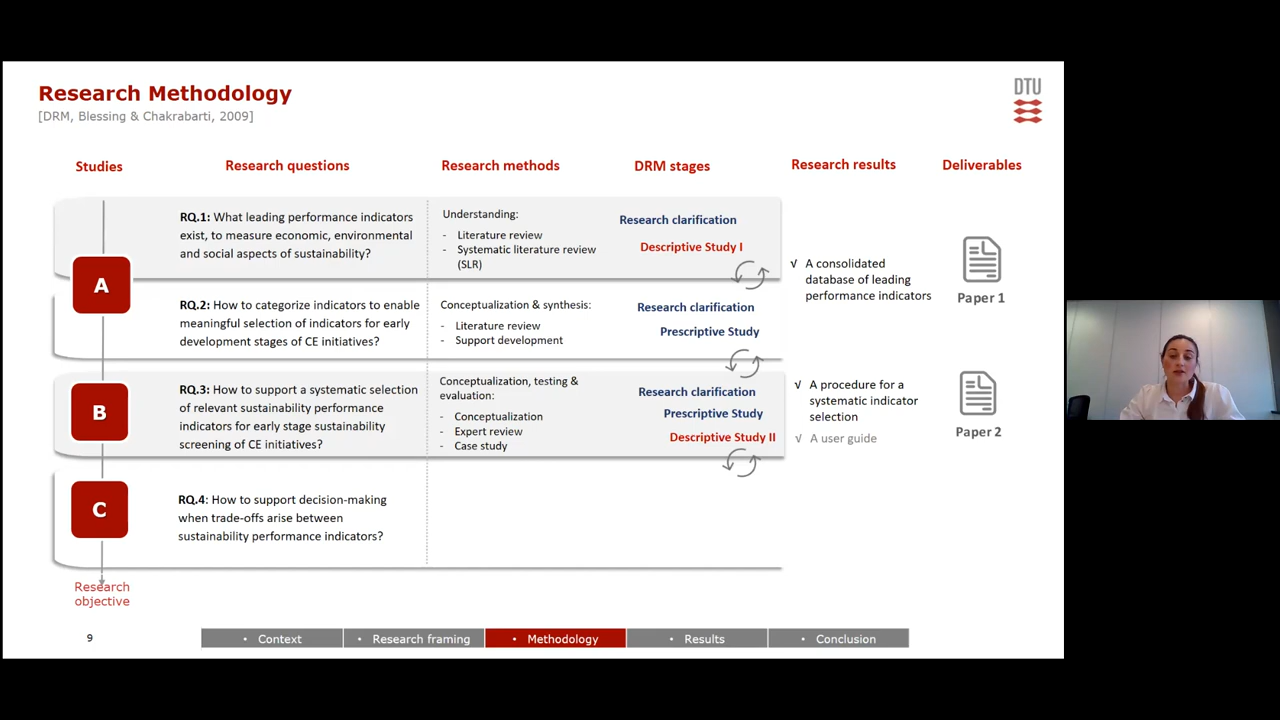 Research Methodology
[DRM, Blessing & Chakrabarti, 2009]
DTU
Studies
Research questions
Research methods
DRM stages
Research results
Deliverables
A
RQ.1: What leading performance indicators
exist, to measure economic, environmental
and social aspects of sustainability?
Understanding:
- Literature review
- Systematic literature review
(SLR)
Research clarification
Descriptive Study I
√ A consolidated
database of leading
performance indicators
Paper 1
RQ.2: How to categorize indicators to enable
meaningful selection of indicators for early
development stages of CE initiatives?
Conceptualization & synthesis:
- Literature review
- Support development
Research clarification
Prescriptive Study
B
RQ.3: How to support a systematic selection
of relevant sustainability performance
indicators for early stage sustainability
screening of CE initiatives?
Conceptualization, testing &
evaluation:
- Conceptualization
- Expert review
- Case study
Research clarification
Prescriptive Study
Descriptive Study II
√ A procedure for a
systematic indicator
selection
√ A user guide
Paper 2
C
RQ.4: How to support decision-making
when trade-offs arise between
sustainability performance indicators?
Research
objective
9
• Context
• Research framing
• Methodology
• Results
• Conclusion